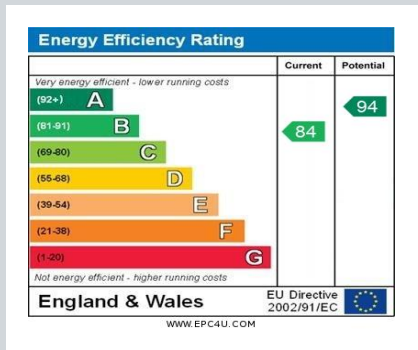 Energy Efficiency Rating
Current Potential
Very energy efficient - lower running costs
(92+) A
94
(81-91) B
84
(69-80) C
(55-68) D
(39-54) E
(21-38) F
(1-20) G
Not energy efficient - higher running costs
England & Wales
EU Directive
2002/91/EC
WWW.EPC4U.COM